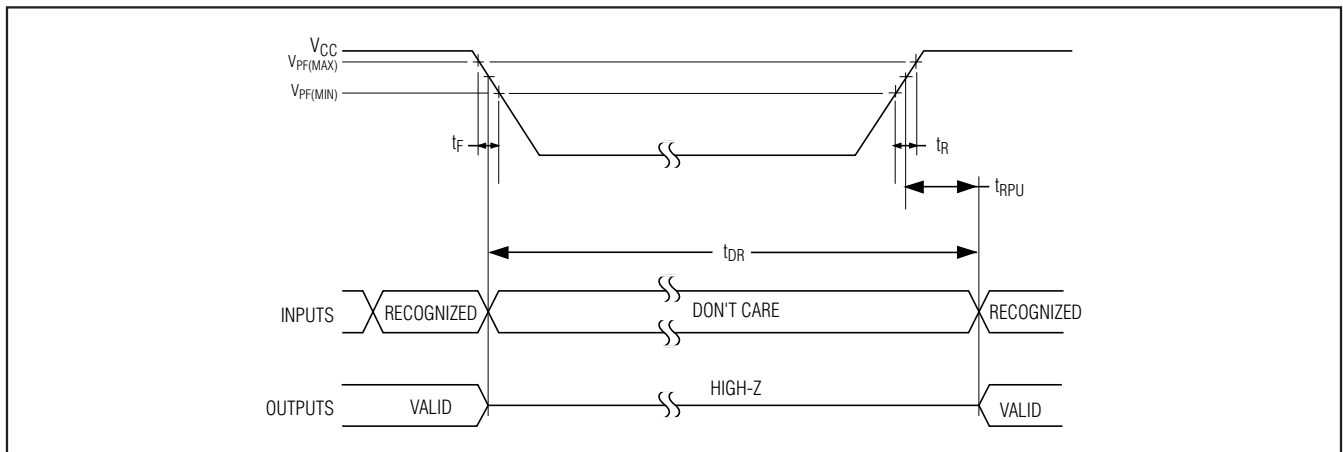 VCC
VPF(MAX)
VPF(MIN)
tF
tR
tRPU
tDR
INPUTS RECOGNIZED DON'T CARE RECOGNIZED
OUTPUTS VALID HIGH-Z VALID